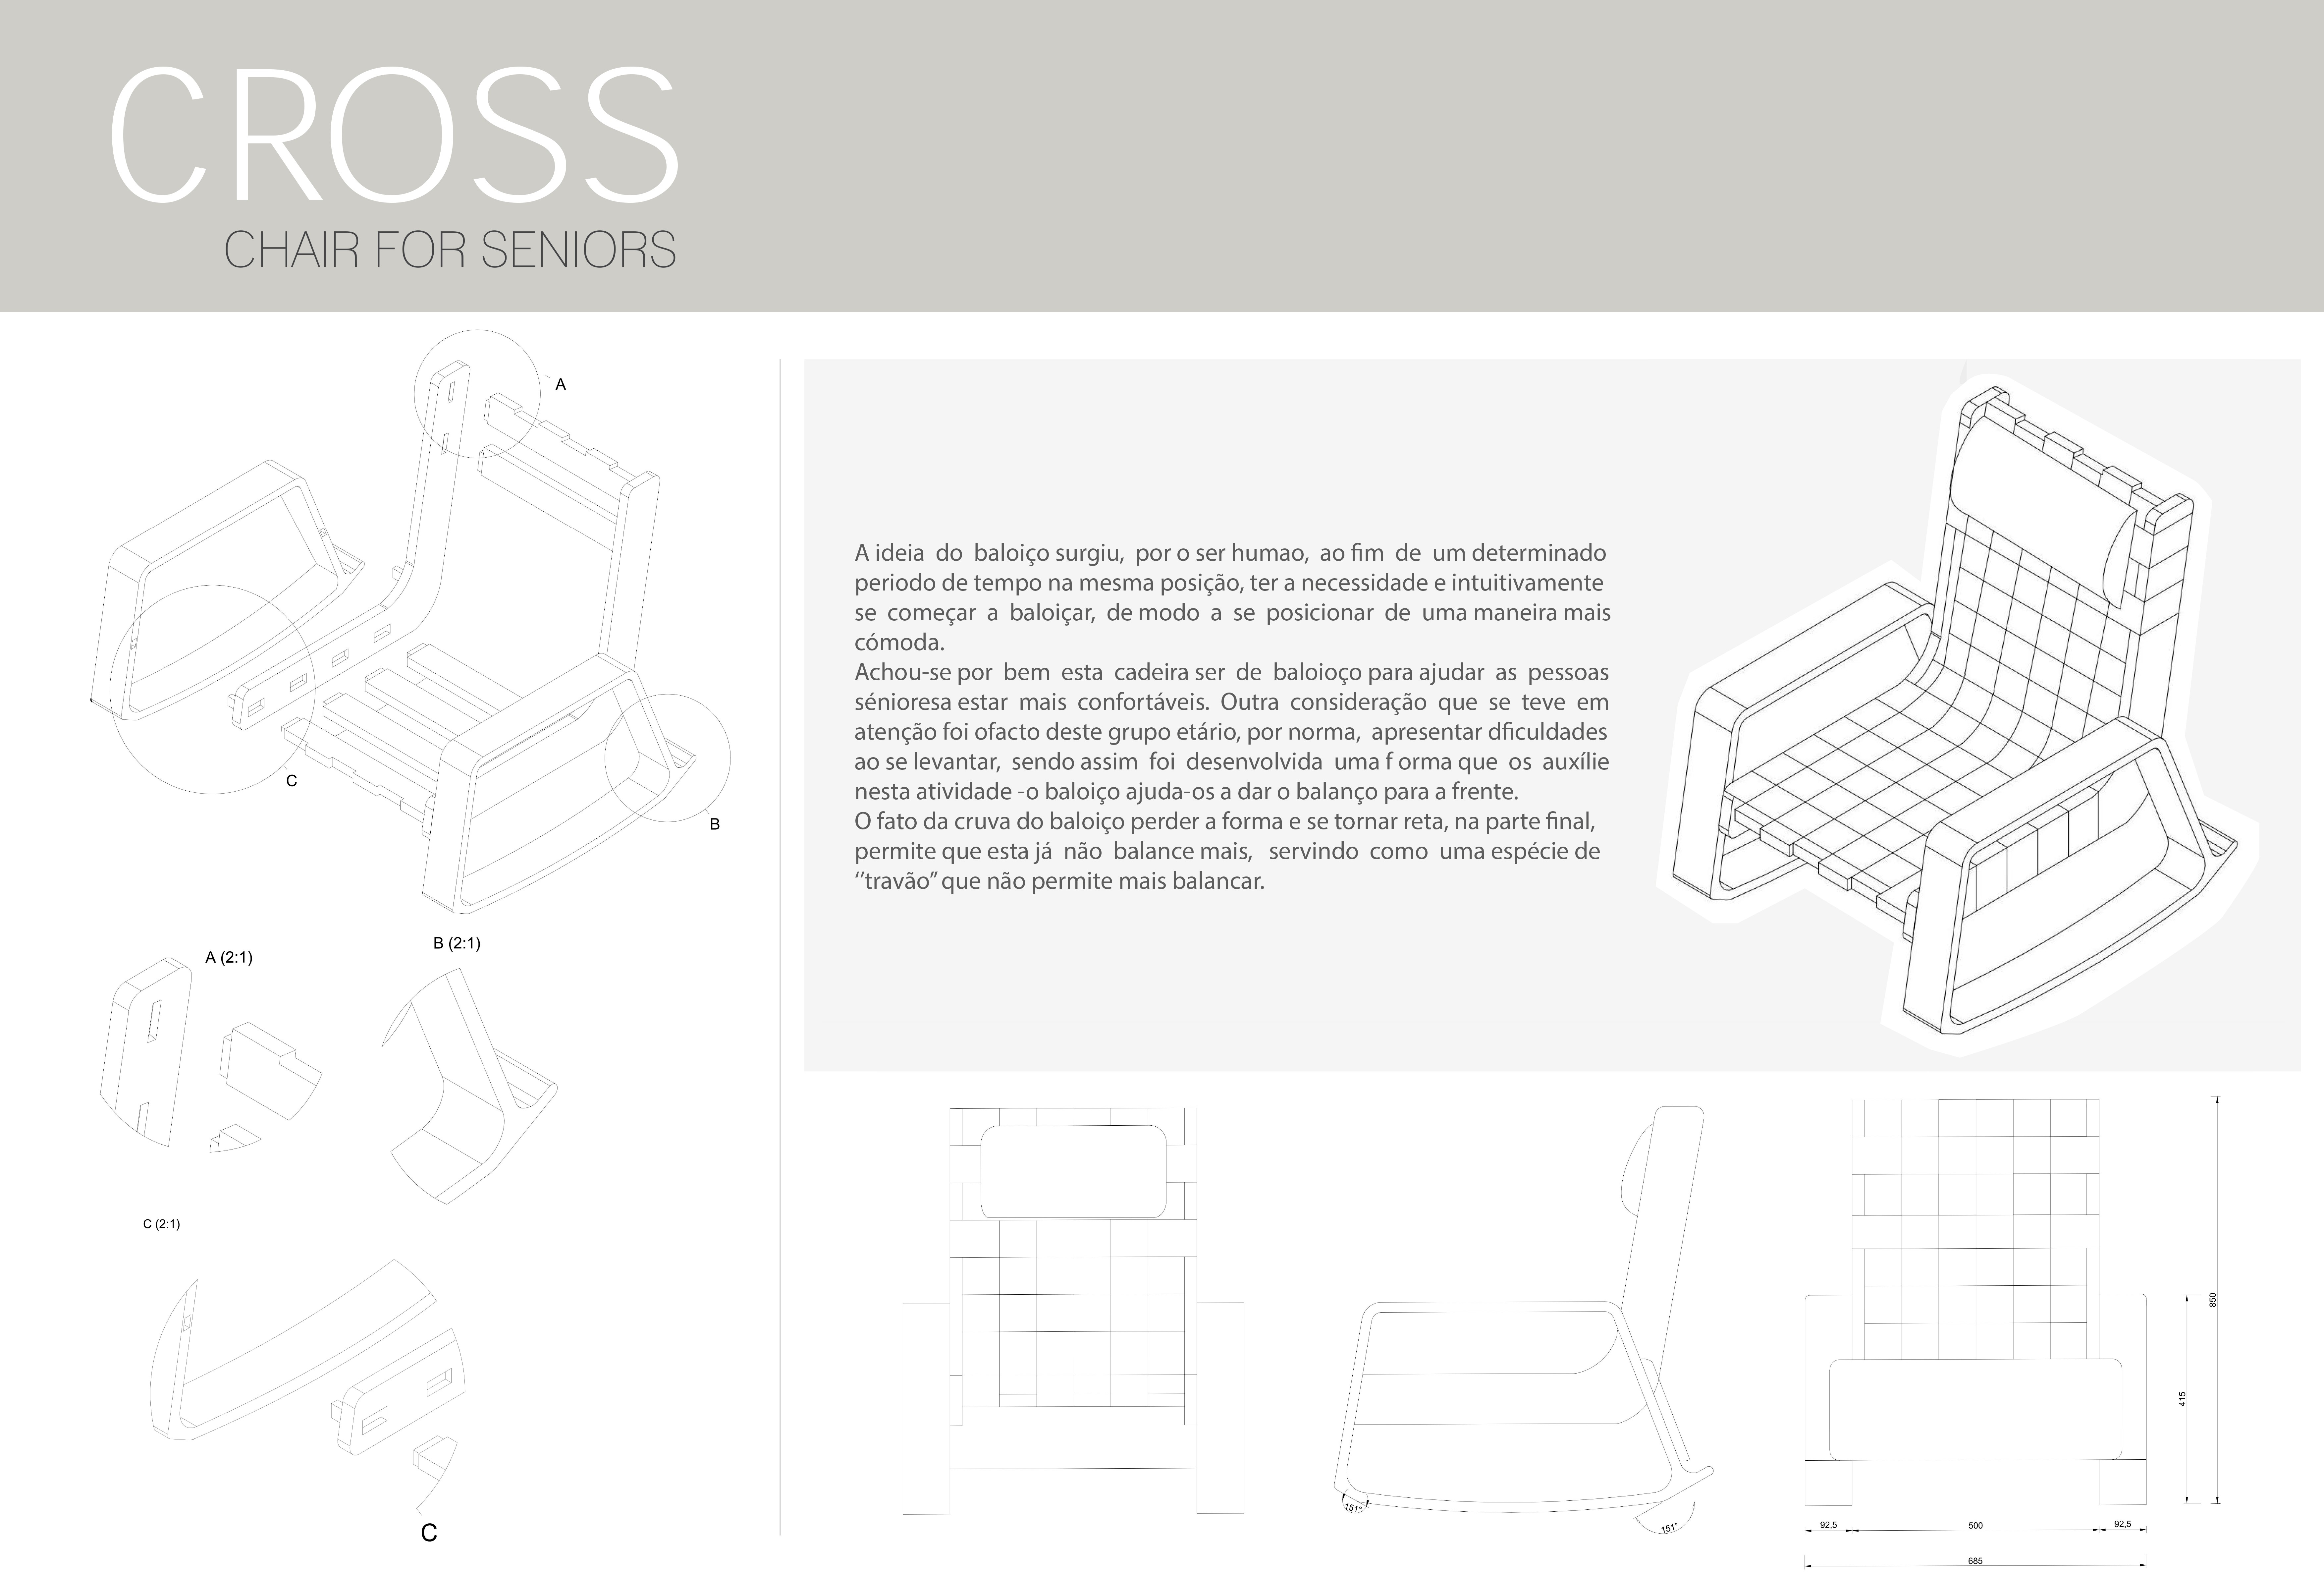 CROSS
CHAIR FOR SENIORS
A
C
B
A (2:1)
B (2:1)
C (2:1)
C
A ideia do baloiço surgiu, por o ser humao, ao fim de um determinado
periodo de tempo na mesma posição, ter a necessidade e intuitivamente
se começar a baloiçar, de modo a se posicionar de uma maneira mais
cómoda.
Achou-se por bem esta cadeira ser de baloioço para ajudar as pessoas
sénioresa estar mais confortáveis. Outra consideração que se teve em
atenção foi ofacto deste grupo etário, por norma, apresentar dficuldades
ao se levantar, sendo assim foi desenvolvida uma f orma que os auxílie
nesta atividade -o baloiço ajuda-os a dar o balanço para a frente.
O fato da cruva do baloiço perder a forma e se tornar reta, na parte final,
permite que esta já não balance mais, servindo como uma espécie de
‘’travão’’ que não permite mais balancar.
151°
151°
850
415
92,5
500
92,5
685